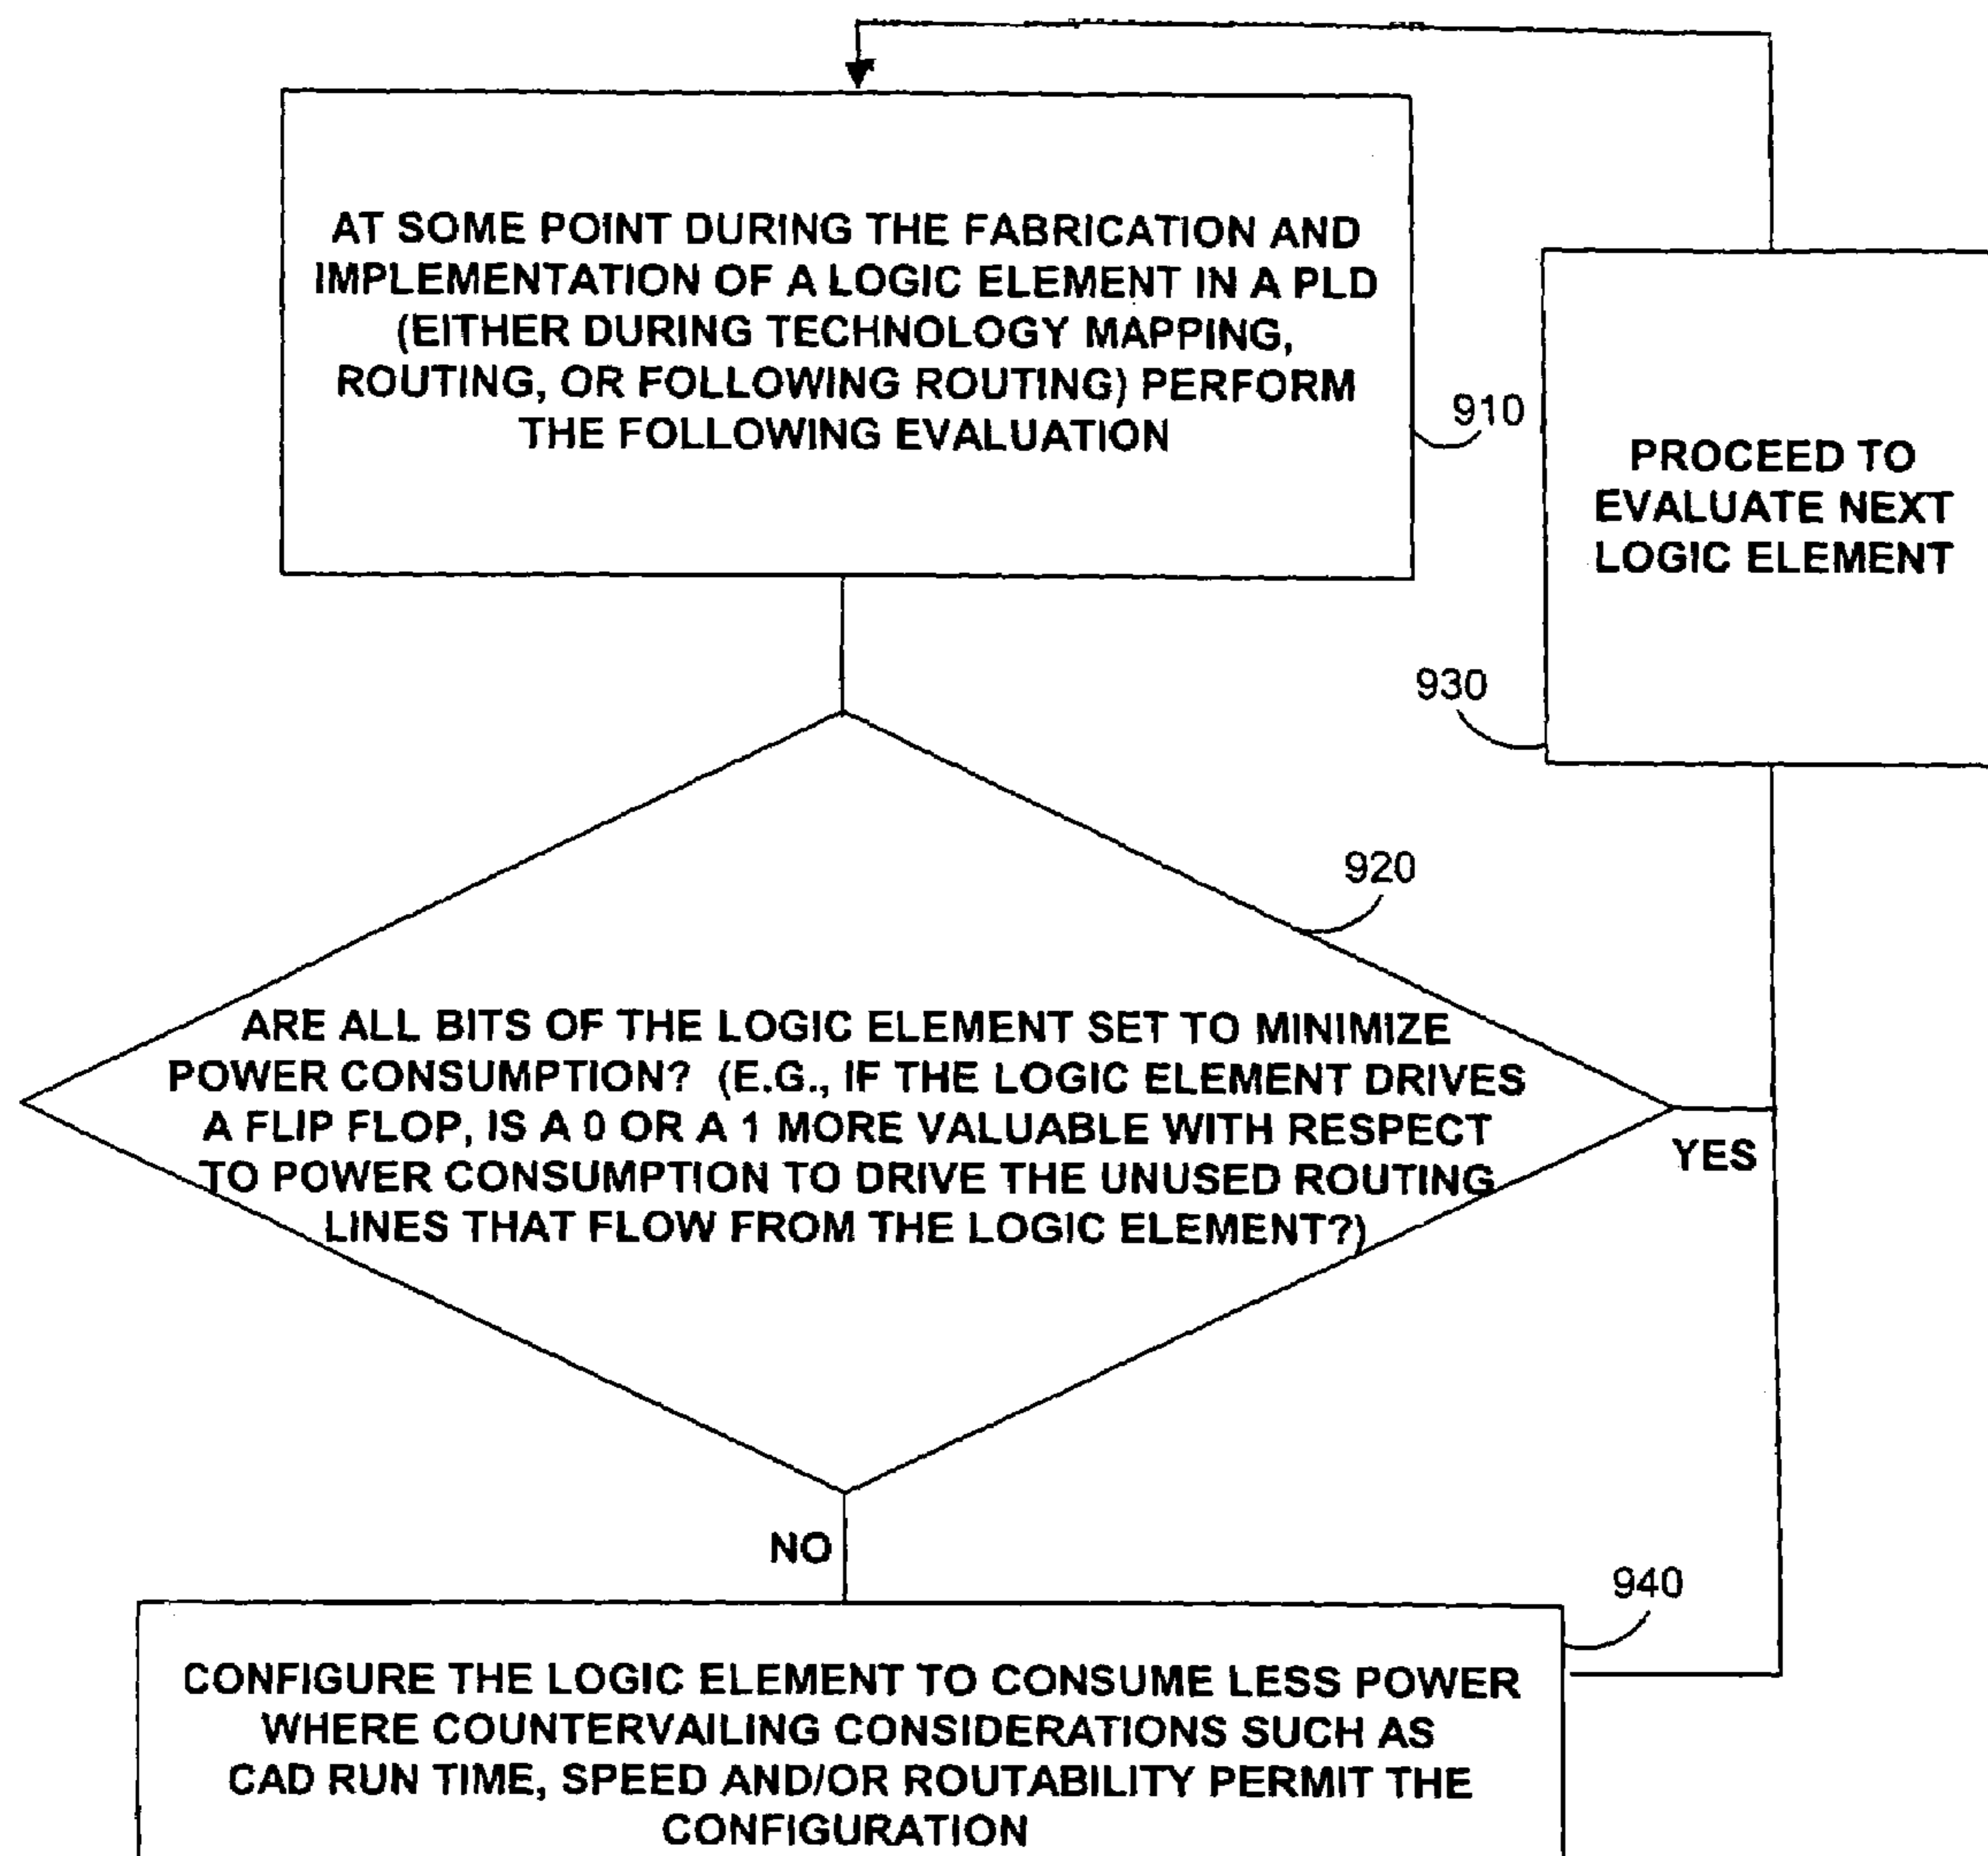 AT SOME POINT DURING THE FABRICATION AND
IMPLEMENTATION OF A LOGIC ELEMENT IN A PLD
(EITHER DURING TECHNOLOGY MAPPING,
ROUTING, OR FOLLOWING ROUTING) PERFORM
THE FOLLOWING EVALUATION
910
PROCEED TO
EVALUATE NEXT
LOGIC ELEMENT
930
920
ARE ALL BITS OF THE LOGIC ELEMENT SET TO MINIMIZE
POWER CONSUMPTION? (E.G., IF THE LOGIC ELEMENT DRIVES
A FLIP FLOP, IS A 0 OR A 1 MORE VALUABLE WITH RESPECT
TO POWER CONSUMPTION TO DRIVE THE UNUSED ROUTING
LINES THAT FLOW FROM THE LOGIC ELEMENT?)
YES
NO
940
CONFIGURE THE LOGIC ELEMENT TO CONSUME LESS POWER
WHERE COUNTERVAILING CONSIDERATIONS SUCH AS
CAD RUN TIME, SPEED AND/OR ROUTABILITY PERMIT THE
CONFIGURATION